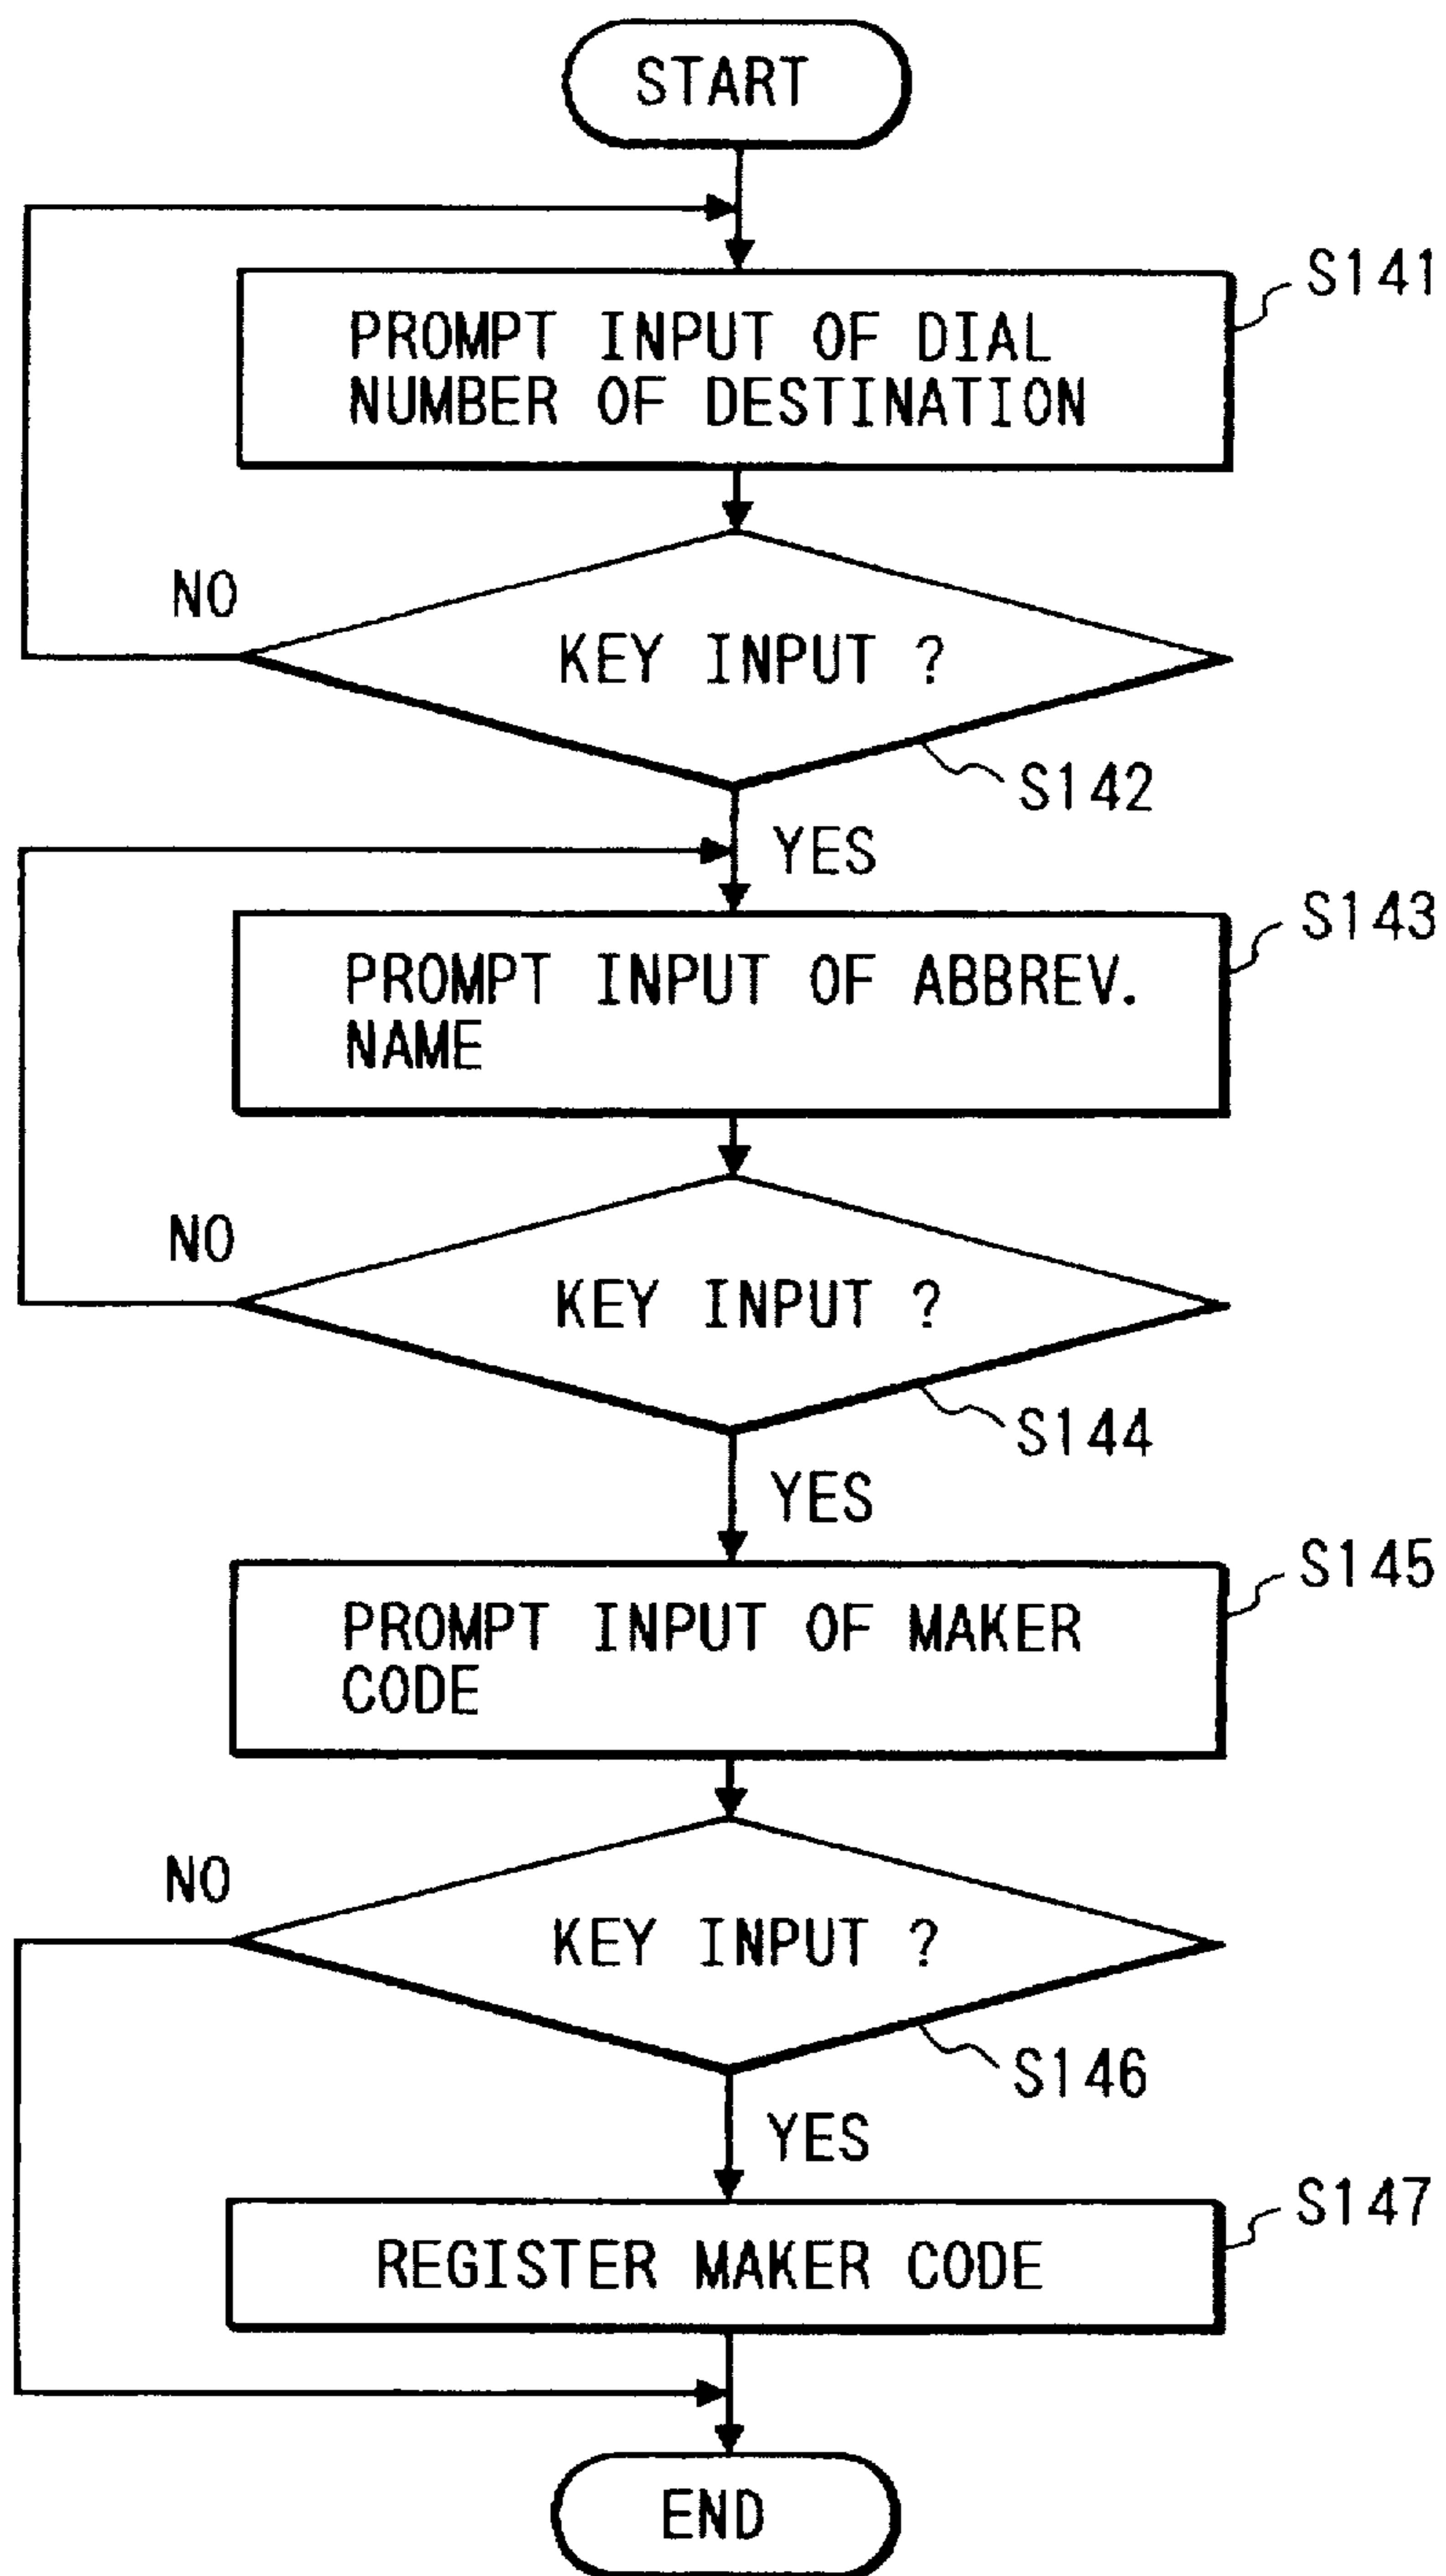 START
S141
PROMPT INPUT OF DIAL
NUMBER OF DESTINATION
NO
KEY INPUT ?
S142
YES
S143
PROMPT INPUT OF ABBREV.
NAME
NO
KEY INPUT ?
S144
YES
S145
PROMPT INPUT OF MAKER
CODE
NO
KEY INPUT ?
S146
YES
S147
REGISTER MAKER CODE
END